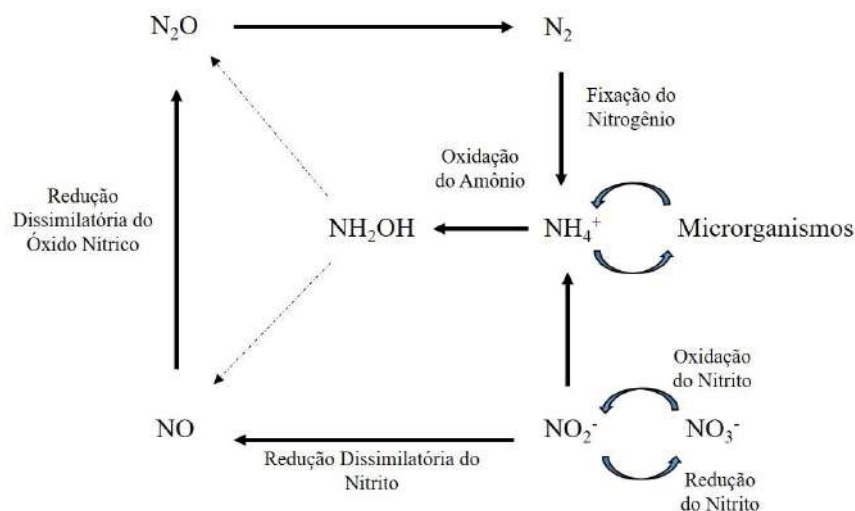 N₂O
N₂
Fixação do
Nitrogênio
Oxidação
do Amônio
Redução
Dissimilatória do
Óxido Nítrico
NH₂OH
NH₄⁺
Microrganismos
Oxidação
do Nitrito
NO
NO₂⁻
NO₃⁻
Redução Dissimilatória do
Nitrito
Redução
do Nitrito